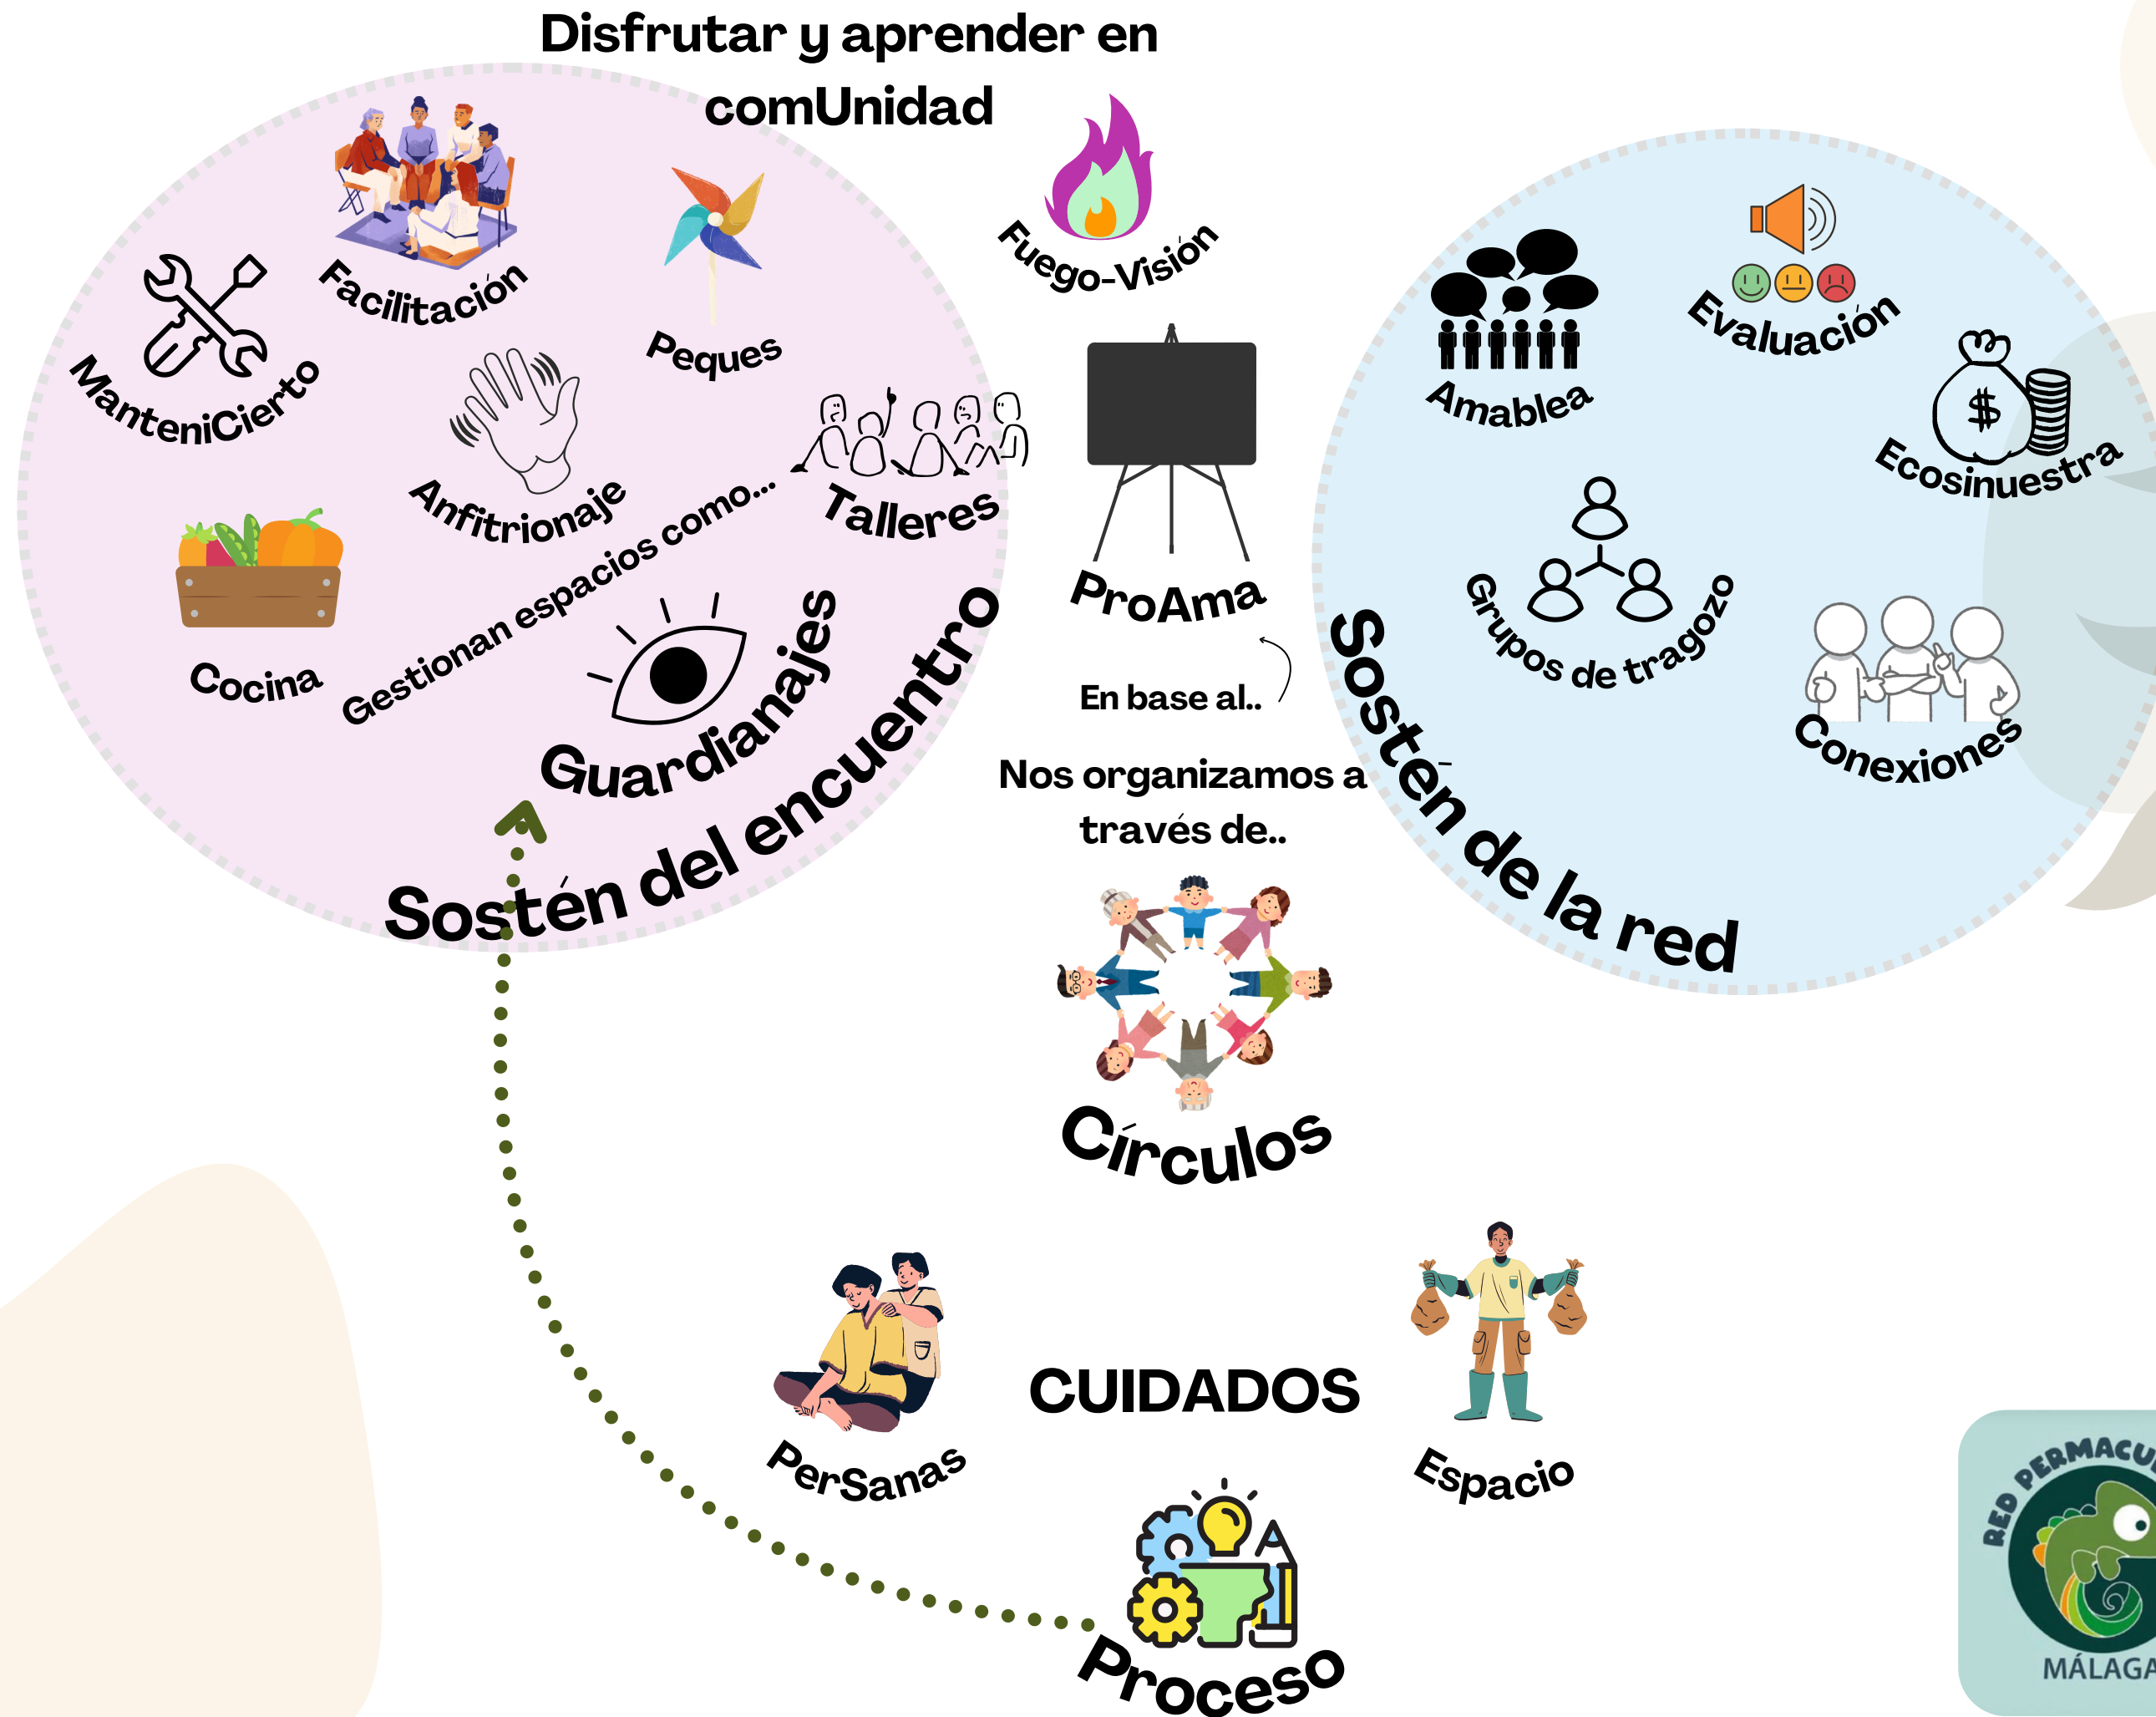 Disfrutar y aprender en
comUnidad
Fuego-Visión
Facilitación
Peques
ManteniCierto
Anfitrionaje
Talleres
Cocina
Gestionan espacios como...
Guardianajes
Sostén del encuentro
ProAma
En base al..
Nos organizamos a
través de..
Círculos
Amablea
Evaluación
Ecosinuestra
$
Grupos de tragozo
Conexiones
Sostén de la red
CUIDADOS
PerSanas
Espacio
Proceso
RED PERMACU
MÁLAGA